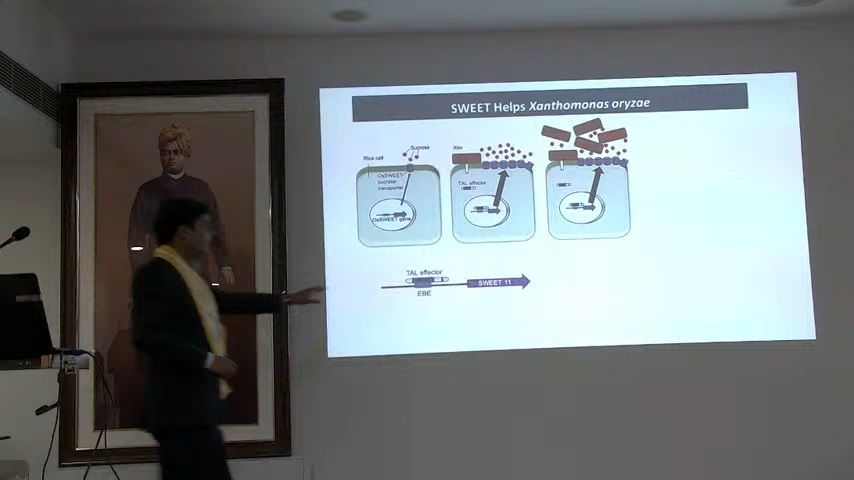 SWEET Helps Xanthomonas oryzae
Sucrose
Rice cell
OsSWEET
sucrose
transporter
OsSWEET gene
Xoo
TAL effector
TAL effector
SWEET 11
EBE